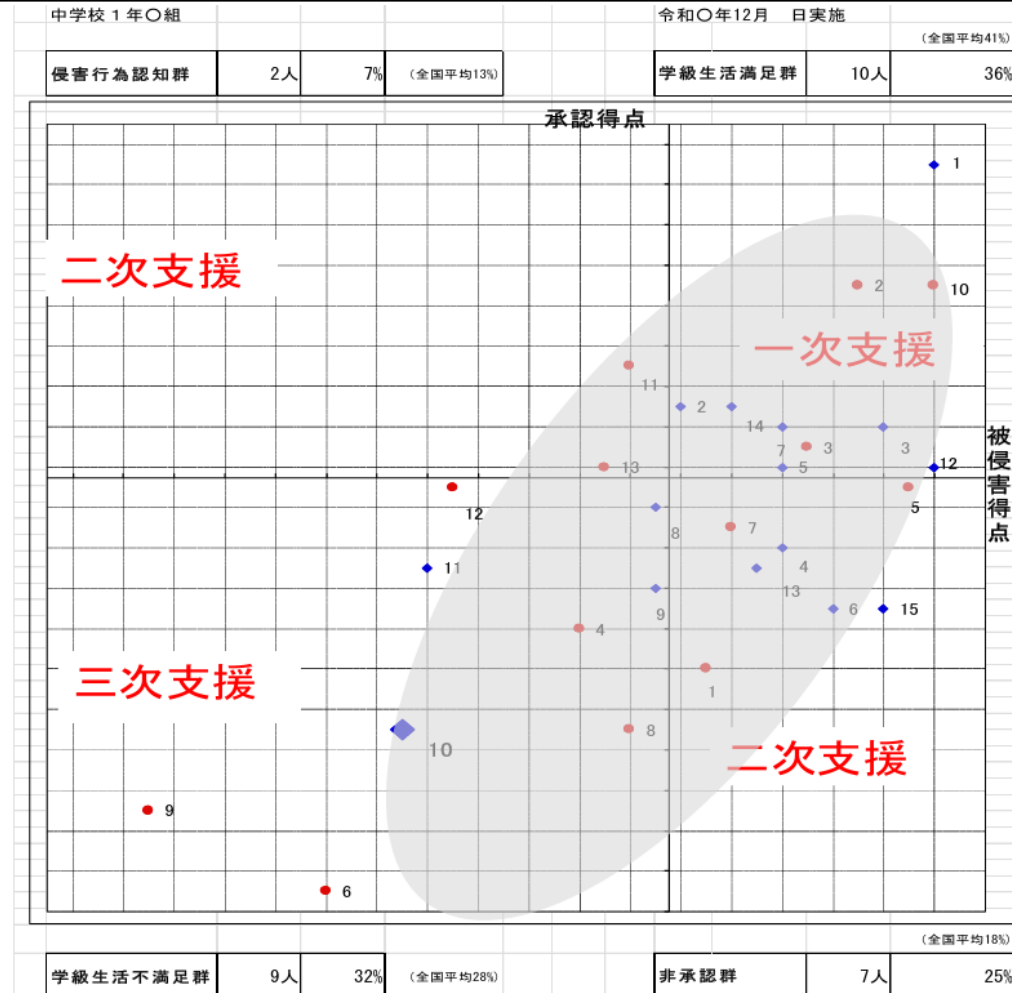 中学校１年〇組
令和〇年12月　日実施
(全国平均41%)
侵害行為認知群 2人 7% (全国平均13%)
学級生活満足群 10人 36%
承認得点
1
二次支援
2
10
一次支援
11
2
14
7
3
3
13
5
12
被侵害得点
12
5
8
7
11
4
13
9
6
15
4
三次支援
1
8
10
二次支援
9
6
(全国平均18%)
学級生活不満足群 9人 32% (全国平均28%)
非承認群 7人 25%